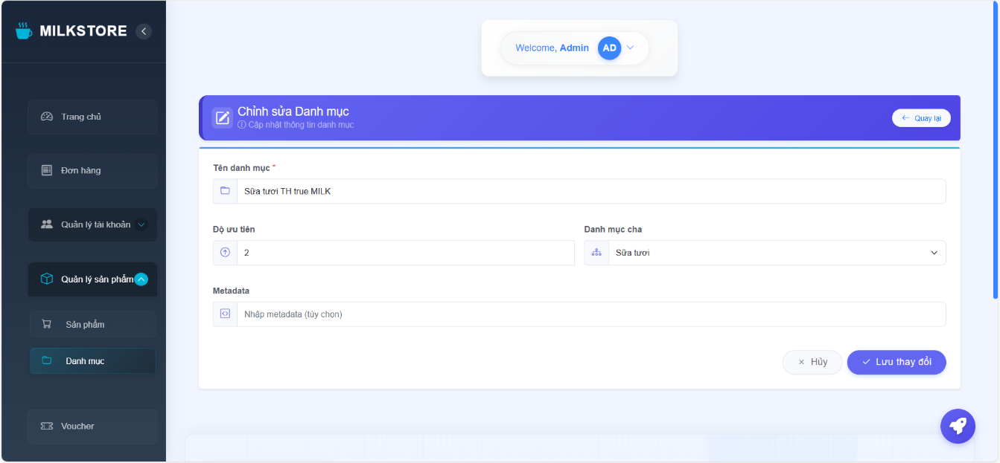 MILKSTORE
Welcome, Admin
AD
Trang chủ
Đơn hàng
Quản lý tài khoản
Quản lý sản phẩm
Sản phẩm
Danh mục
Voucher
Chỉnh sửa Danh mục
Cập nhật thông tin danh mục
Quay lại
Tên danh mục *
Sữa tươi TH true MILK
Độ ưu tiên
Danh mục cha
2
Sữa tươi
Metadata
Nhập metadata (tùy chọn)
Hủy
Lưu thay đổi